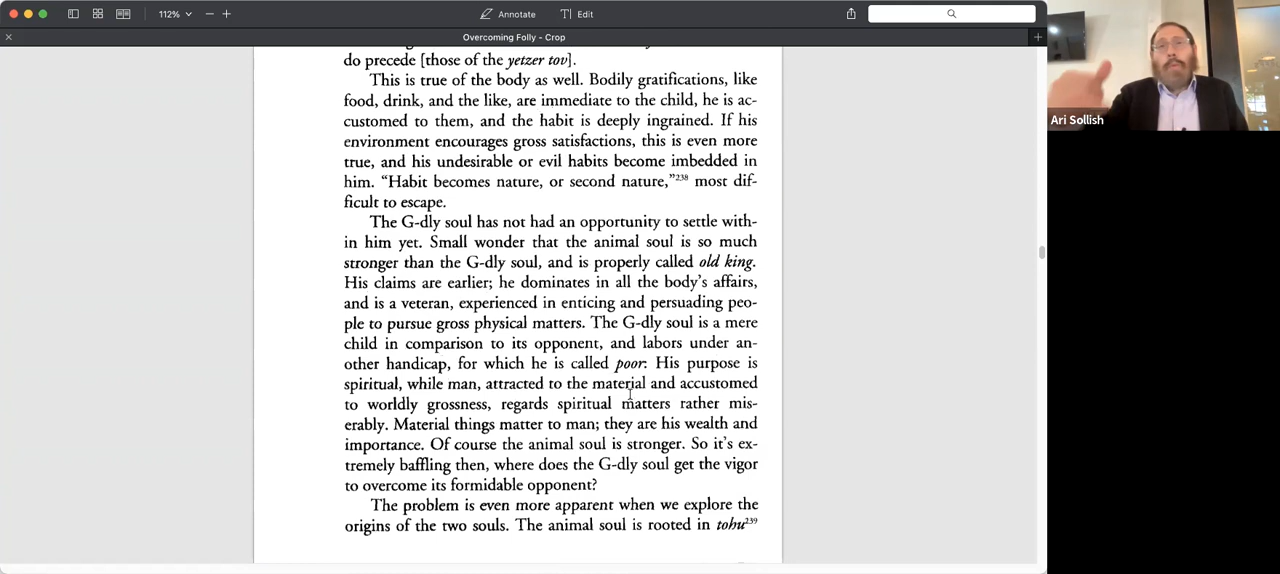 112%
Annotate
Edit
Overcoming Folly - Crop
do precede [those of the yetzer tov].
This is true of the body as well. Bodily gratifications, like
food, drink, and the like, are immediate to the child, he is ac-
customed to them, and the habit is deeply ingrained. If his
environment encourages gross satisfactions, this is even more
true, and his undesirable or evil habits become imbedded in
him. “Habit becomes nature, or second nature,”238 most dif-
ficult to escape.
The G-dly soul has not had an opportunity to settle with-
in him yet. Small wonder that the animal soul is so much
stronger than the G-dly soul, and is properly called old king.
His claims are earlier; he dominates in all the body’s affairs,
and is a veteran, experienced in enticing and persuading peo-
ple to pursue gross physical matters. The G-dly soul is a mere
child in comparison to its opponent, and labors under an-
other handicap, for which he is called poor. His purpose is
spiritual, while man, attracted to the material and accustomed
to worldly grossness, regards spiritual matters rather mis-
erably. Material things matter to man; they are his wealth and
importance. Of course the animal soul is stronger. So it’s ex-
tremely baffling then, where does the G-dly soul get the vigor
to overcome its formidable opponent?
The problem is even more apparent when we explore the
origins of the two souls. The animal soul is rooted in tohu239
Ari Sollish